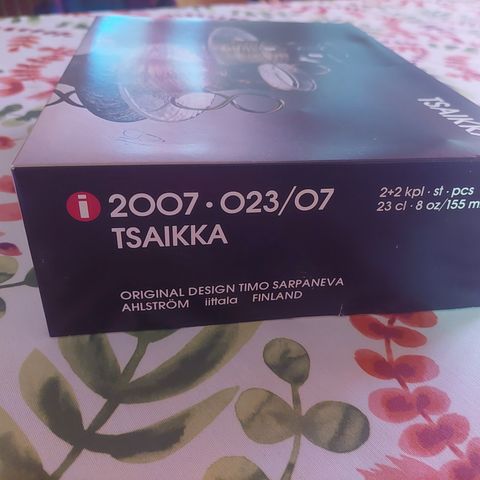 TSAIKKA
i 2007 · 023/07
TSAIKKA
2+2 kpl · st · pcs
23 cl · 8 oz/155 m
ORIGINAL DESIGN TIMO SARPANEVA
AHLSTRÖM iittala FINLAND